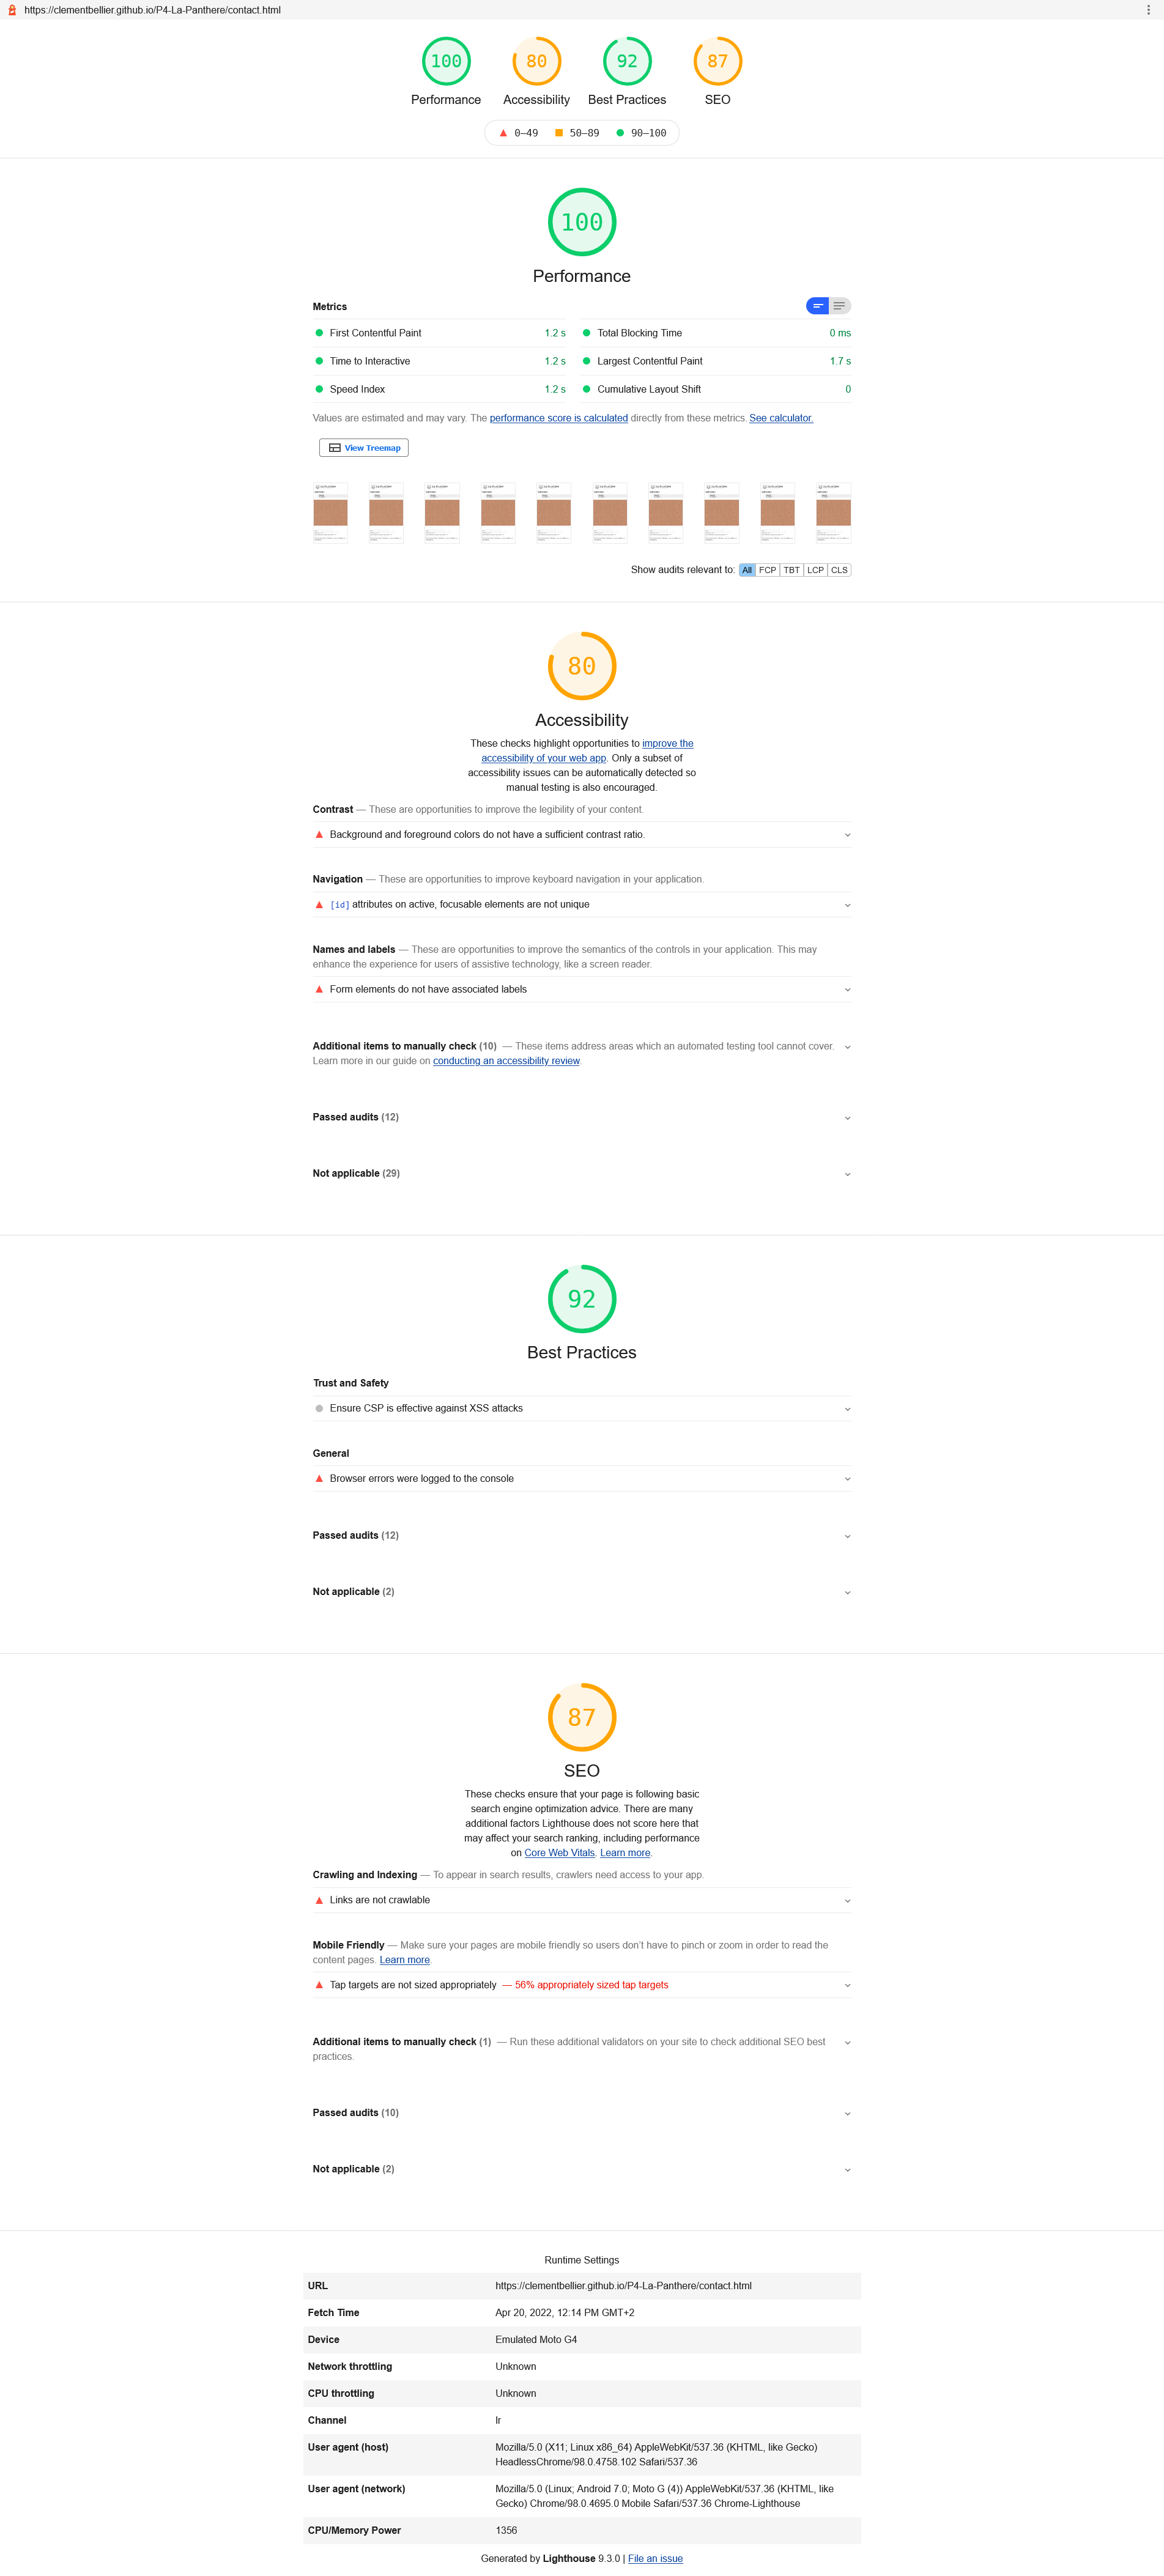 https://clementbellier.github.io/P4-La-Panthere/contact.html
100 80 92 87
Performance Accessibility Best Practices SEO
0–49 50–89 90–100
100
Performance
Metrics
First Contentful Paint 1.2 s Total Blocking Time 0 ms
Time to Interactive 1.2 s Largest Contentful Paint 1.7 s
Speed Index 1.2 s Cumulative Layout Shift 0
Values are estimated and may vary. The performance score is calculated directly from these metrics. See calculator.
View Treemap
Show audits relevant to: All FCP TBT LCP CLS
80
Accessibility
These checks highlight opportunities to improve the
accessibility of your web app. Only a subset of
accessibility issues can be automatically detected so
manual testing is also encouraged.
Contrast — These are opportunities to improve the legibility of your content.
Background and foreground colors do not have a sufficient contrast ratio.
Navigation — These are opportunities to improve keyboard navigation in your application.
[id] attributes on active, focusable elements are not unique
Names and labels — These are opportunities to improve the semantics of the controls in your application. This may
enhance the experience for users of assistive technology, like a screen reader.
Form elements do not have associated labels
Additional items to manually check (10) — These items address areas which an automated testing tool cannot cover.
Learn more in our guide on conducting an accessibility review.
Passed audits (12)
Not applicable (29)
92
Best Practices
Trust and Safety
Ensure CSP is effective against XSS attacks
General
Browser errors were logged to the console
Passed audits (12)
Not applicable (2)
87
SEO
These checks ensure that your page is following basic
search engine optimization advice. There are many
additional factors Lighthouse does not score here that
may affect your search ranking, including performance
on Core Web Vitals. Learn more.
Crawling and Indexing — To appear in search results, crawlers need access to your app.
Links are not crawlable
Mobile Friendly — Make sure your pages are mobile friendly so users don’t have to pinch or zoom in order to read the
content pages. Learn more.
Tap targets are not sized appropriately — 56% appropriately sized tap targets
Additional items to manually check (1) — Run these additional validators on your site to check additional SEO best
practices.
Passed audits (10)
Not applicable (2)
Runtime Settings
URL https://clementbellier.github.io/P4-La-Panthere/contact.html
Fetch Time Apr 20, 2022, 12:14 PM GMT+2
Device Emulated Moto G4
Network throttling Unknown
CPU throttling Unknown
Channel lr
User agent (host) Mozilla/5.0 (X11; Linux x86_64) AppleWebKit/537.36 (KHTML, like Gecko)
HeadlessChrome/98.0.4758.102 Safari/537.36
User agent (network) Mozilla/5.0 (Linux; Android 7.0; Moto G (4)) AppleWebKit/537.36 (KHTML, like
Gecko) Chrome/98.0.4695.0 Mobile Safari/537.36 Chrome-Lighthouse
CPU/Memory Power 1356
Generated by Lighthouse 9.3.0 | File an issue